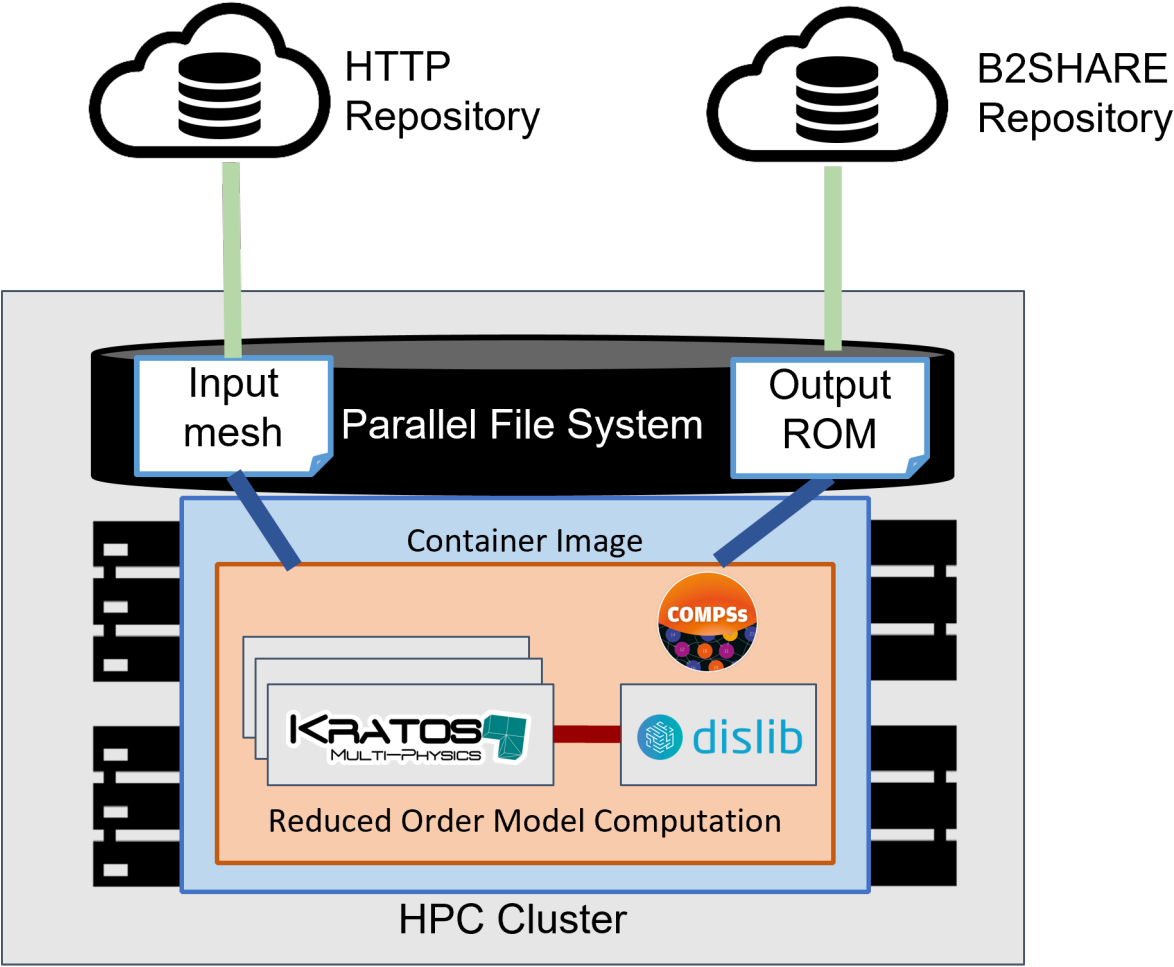 HTTP
Repository
B2SHARE
Repository
Input
mesh
Parallel File System
Output
ROM
Container Image
COMPSs
KRATOS
MULTI-PHYSICS
dislib
Reduced Order Model Computation
HPC Cluster